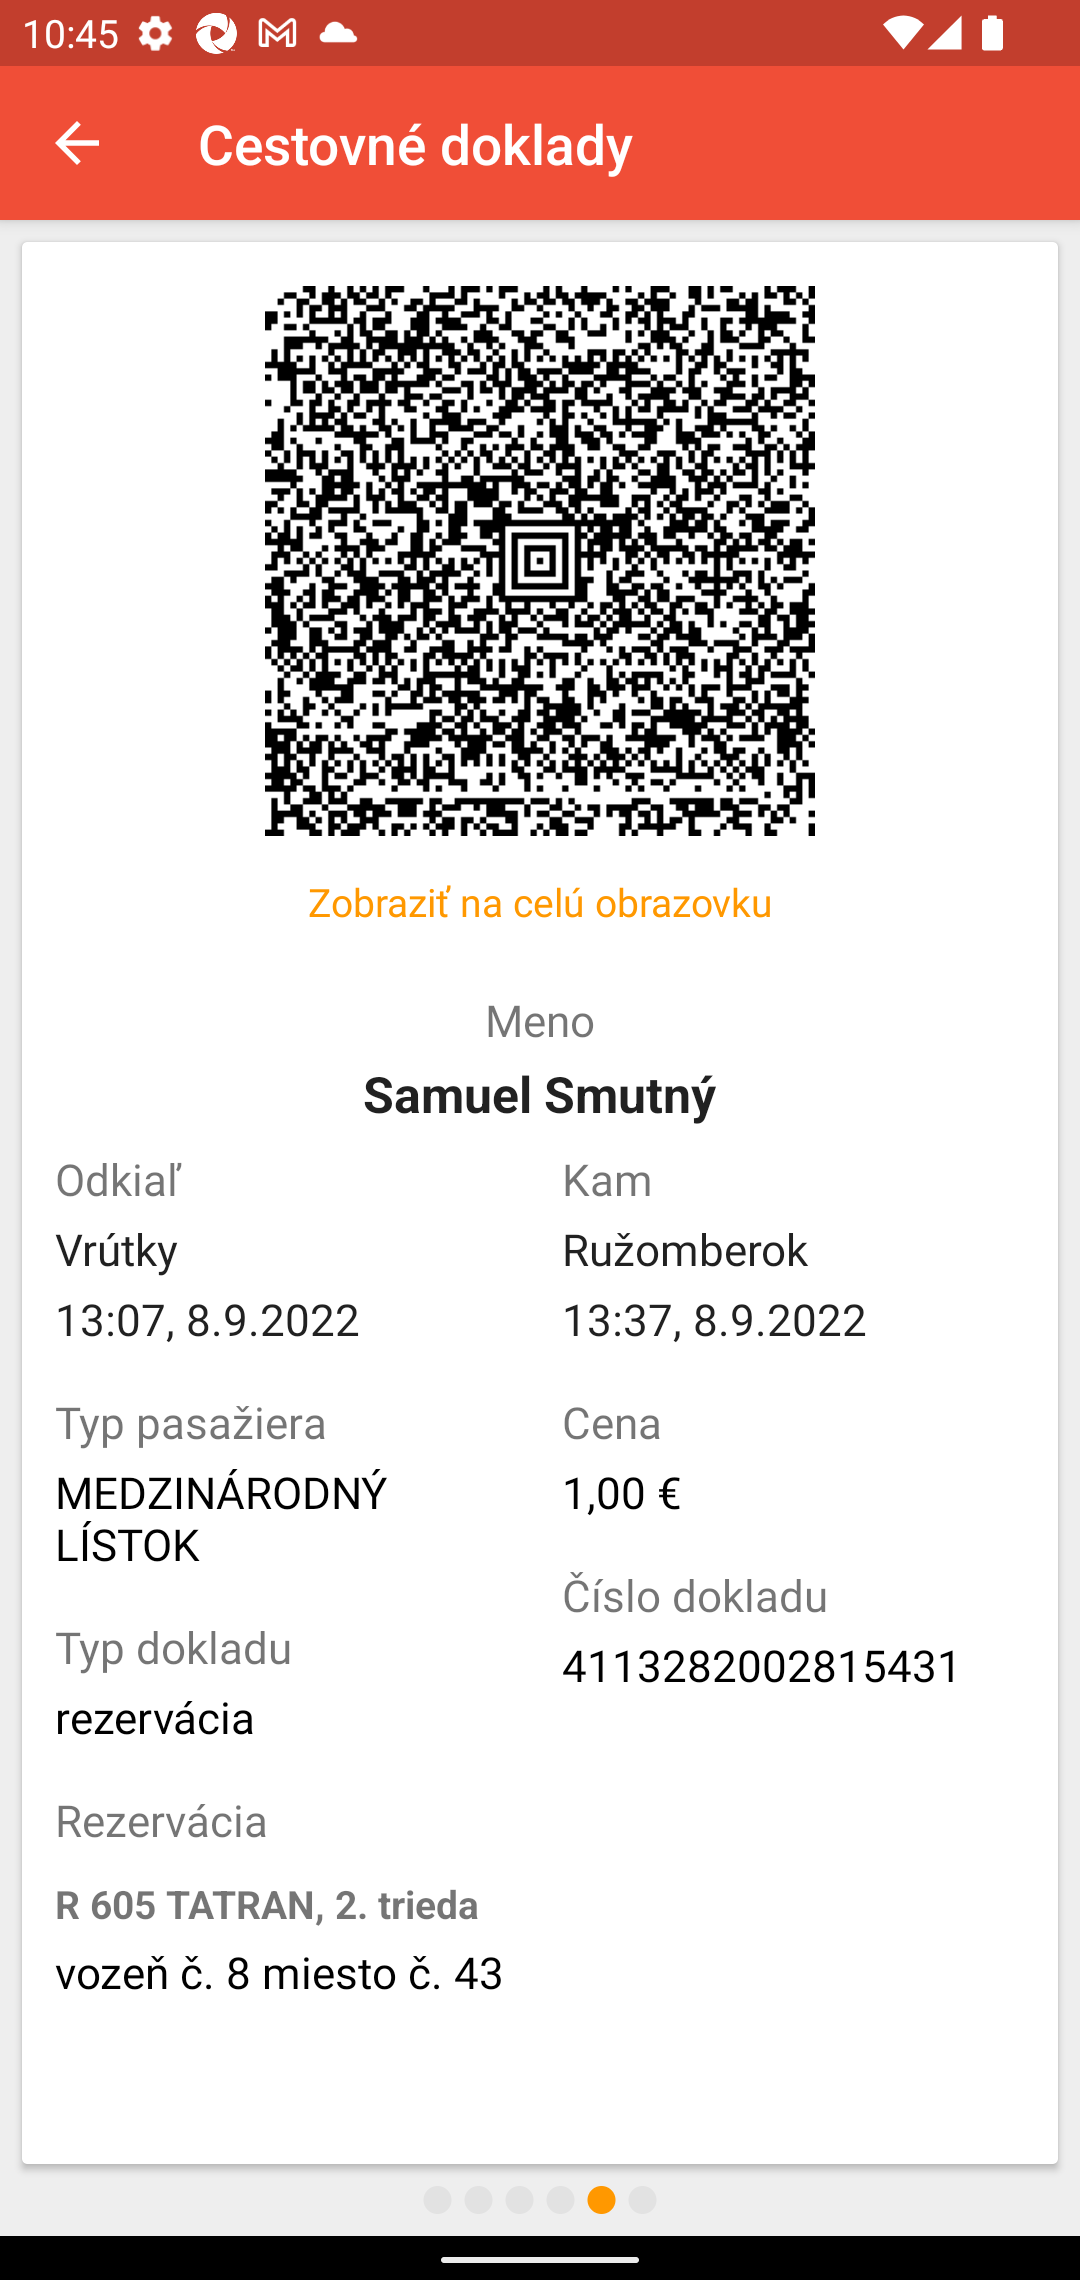 10:45
Cestovné doklady
Zobraziť na celú obrazovku
Meno
Samuel Smutný
Odkiaľ
Vrútky
13:07, 8.9.2022
Kam
Ružomberok
13:37, 8.9.2022
Typ pasažiera
MEDZINÁRODNÝ
LÍSTOK
Cena
1,00 €
Číslo dokladu
4113282002815431
Typ dokladu
rezervácia
Rezervácia
R 605 TATRAN, 2. trieda
vozeň č. 8 miesto č. 43